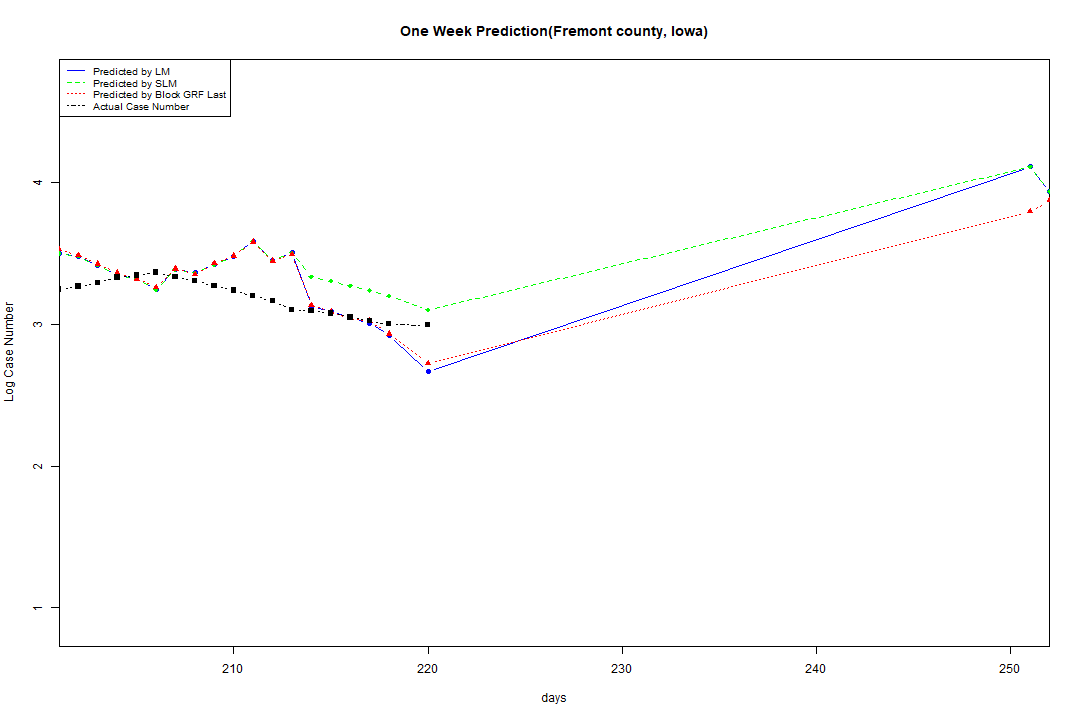 One Week Prediction(Fremont county, Iowa)
Predicted by LM
Predicted by SLM
Predicted by Block GRF Last
Actual Case Number
4
3
2
1
Log Case Number
210
220
230
240
250
days